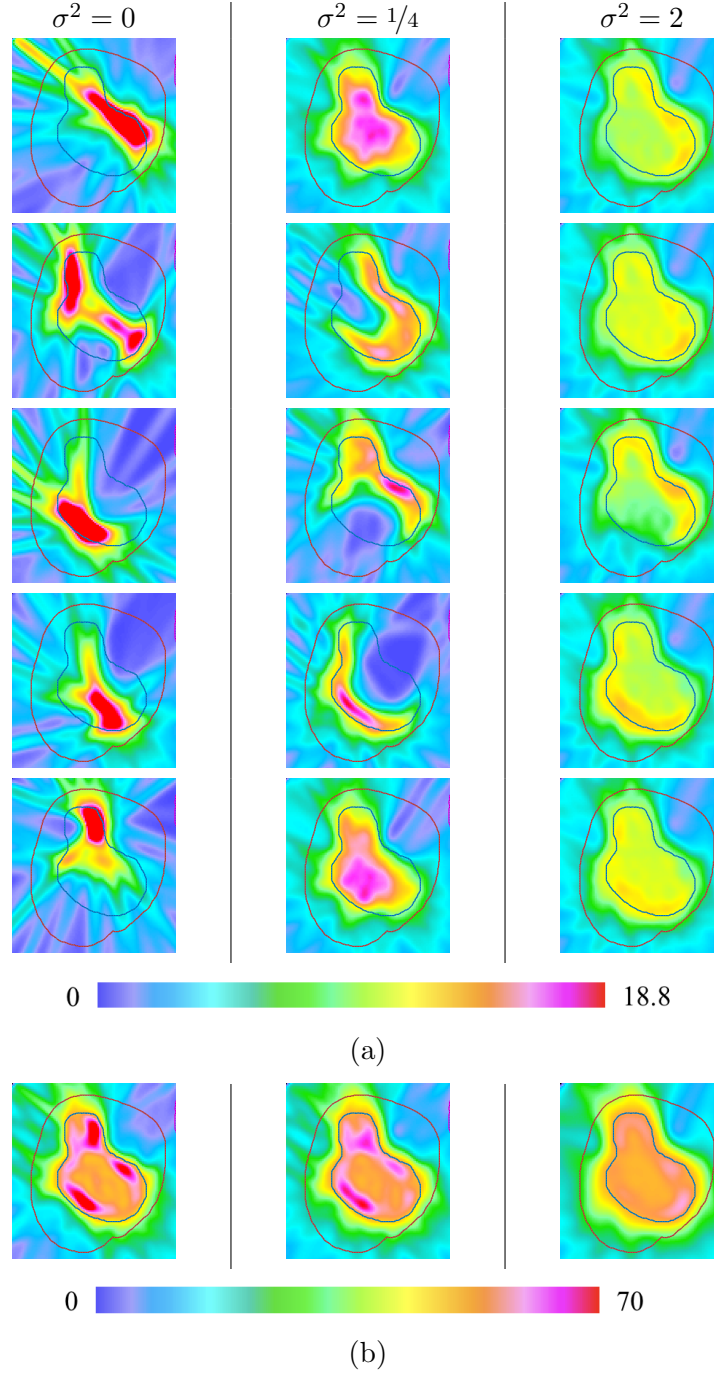 σ² = 0 σ² = 1/4 σ² = 2
0 18.8
(a)
0 70
(b)